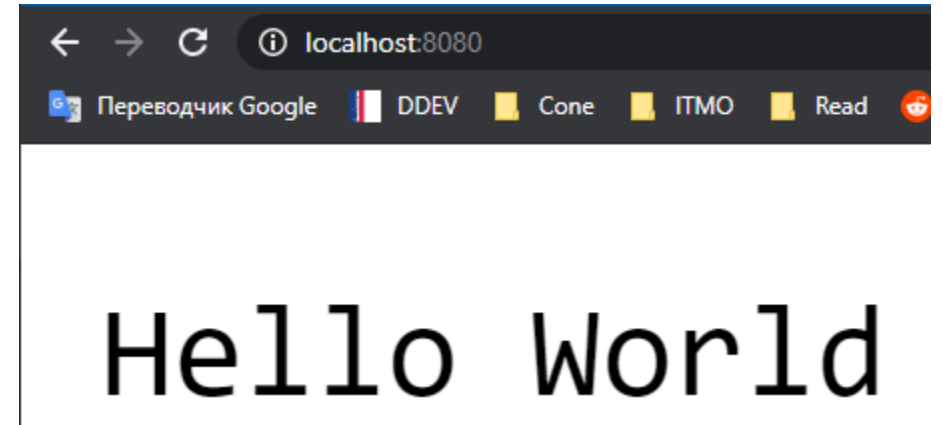 localhost:8080
Переводчик Google DDEV Cone ITMO Read
Hello World